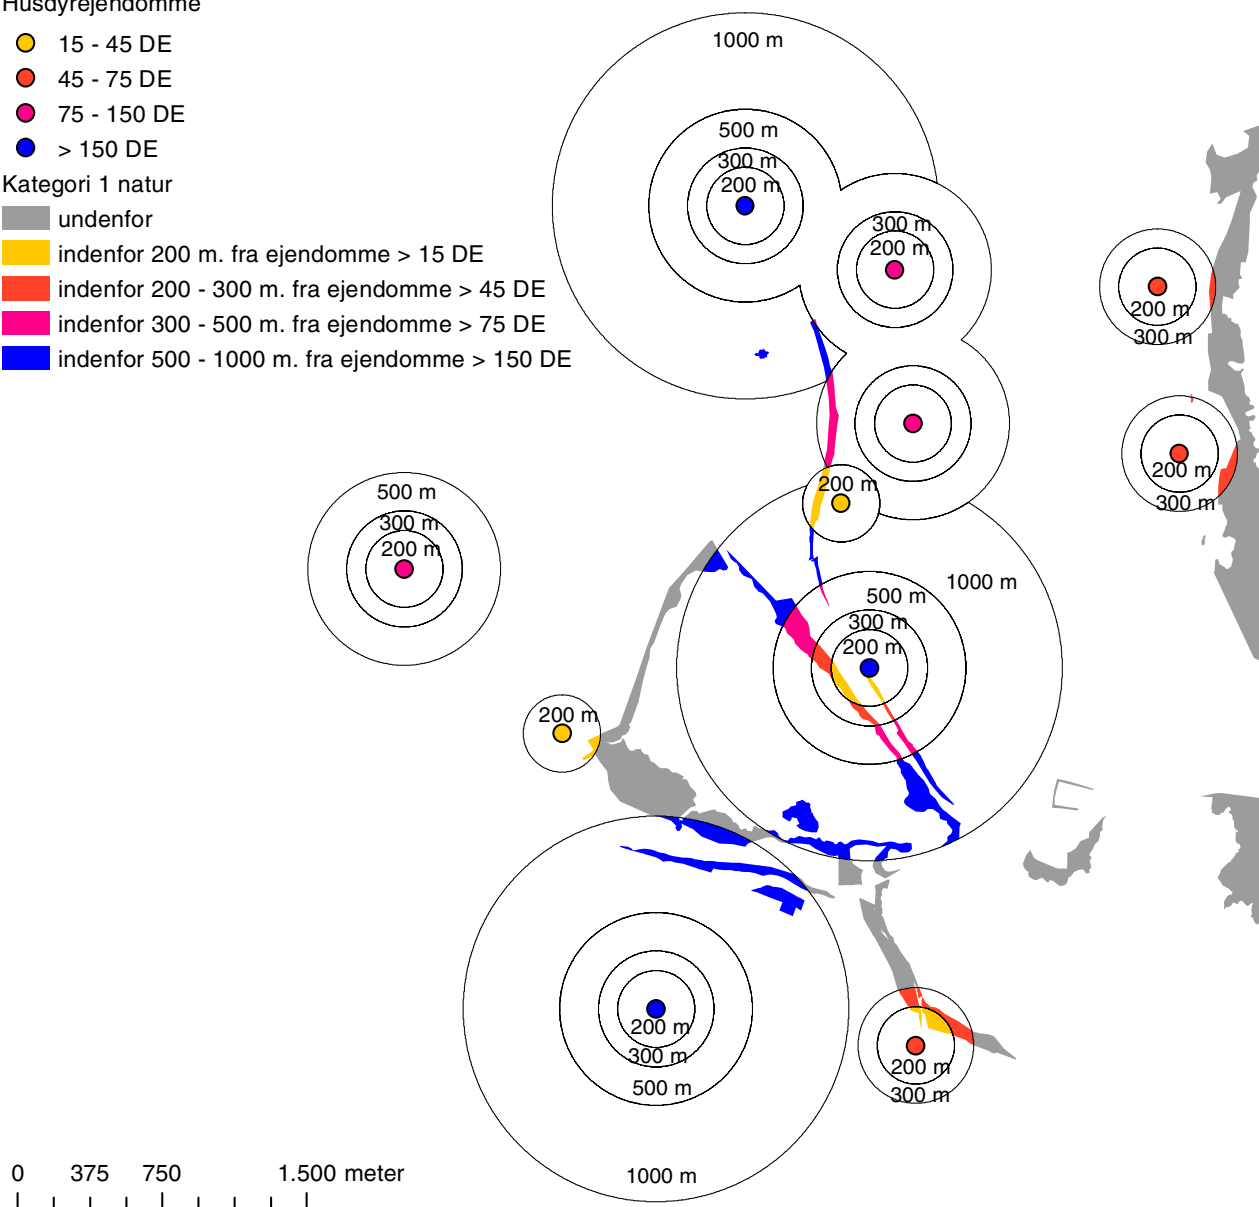 Husdyrejendomme
15 - 45 DE
45 - 75 DE
75 - 150 DE
> 150 DE
Kategori 1 natur
undenfor
indenfor 200 m. fra ejendomme > 15 DE
indenfor 200 - 300 m. fra ejendomme > 45 DE
indenfor 300 - 500 m. fra ejendomme > 75 DE
indenfor 500 - 1000 m. fra ejendomme > 150 DE
1000 m
500 m
300 m
200 m
300 m
200 m
200 m
300 m
200 m
300 m
200 m
500 m
300 m
200 m
1000 m
500 m
300 m
200 m
200 m
200 m
300 m
500 m
1000 m
200 m
300 m
0 375 750 1.500 meter